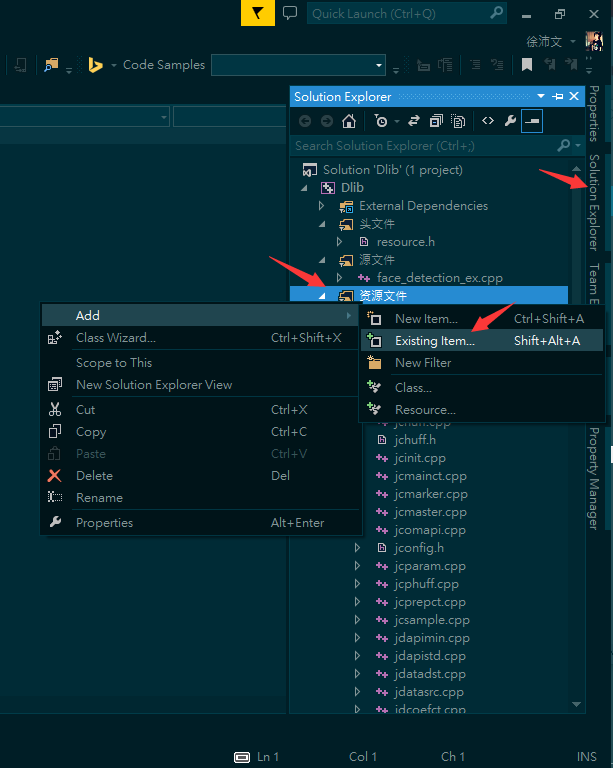 Quick Launch (Ctrl+Q)
徐沛文
Code Samples
Solution Explorer
Search Solution Explorer (Ctrl+;)
Solution 'Dlib' (1 project)
Dlib
External Dependencies
头文件
resource.h
源文件
face_detection_ex.cpp
资源文件
Add
Class Wizard... Ctrl+Shift+X
Scope to This
New Solution Explorer View
Cut Ctrl+X
Copy Ctrl+C
Paste Ctrl+V
Delete Del
Rename
Properties Alt+Enter
New Item... Ctrl+Shift+A
Existing Item... Shift+Alt+A
New Filter
Class...
Resource...
jchuff.cpp
jchuff.h
jcinit.cpp
jcmainct.cpp
jcmarker.cpp
jcmaster.cpp
jcomapi.cpp
jconfig.h
jcparam.cpp
jcphuff.cpp
jcprepct.cpp
jcsample.cpp
jdapimin.cpp
jdapistd.cpp
jdatadst.cpp
jdatasrc.cpp
jdcoefct.cpp
Properties
Solution Explorer
Team E
Property Manager
Ln 1 Col 1 Ch 1 INS